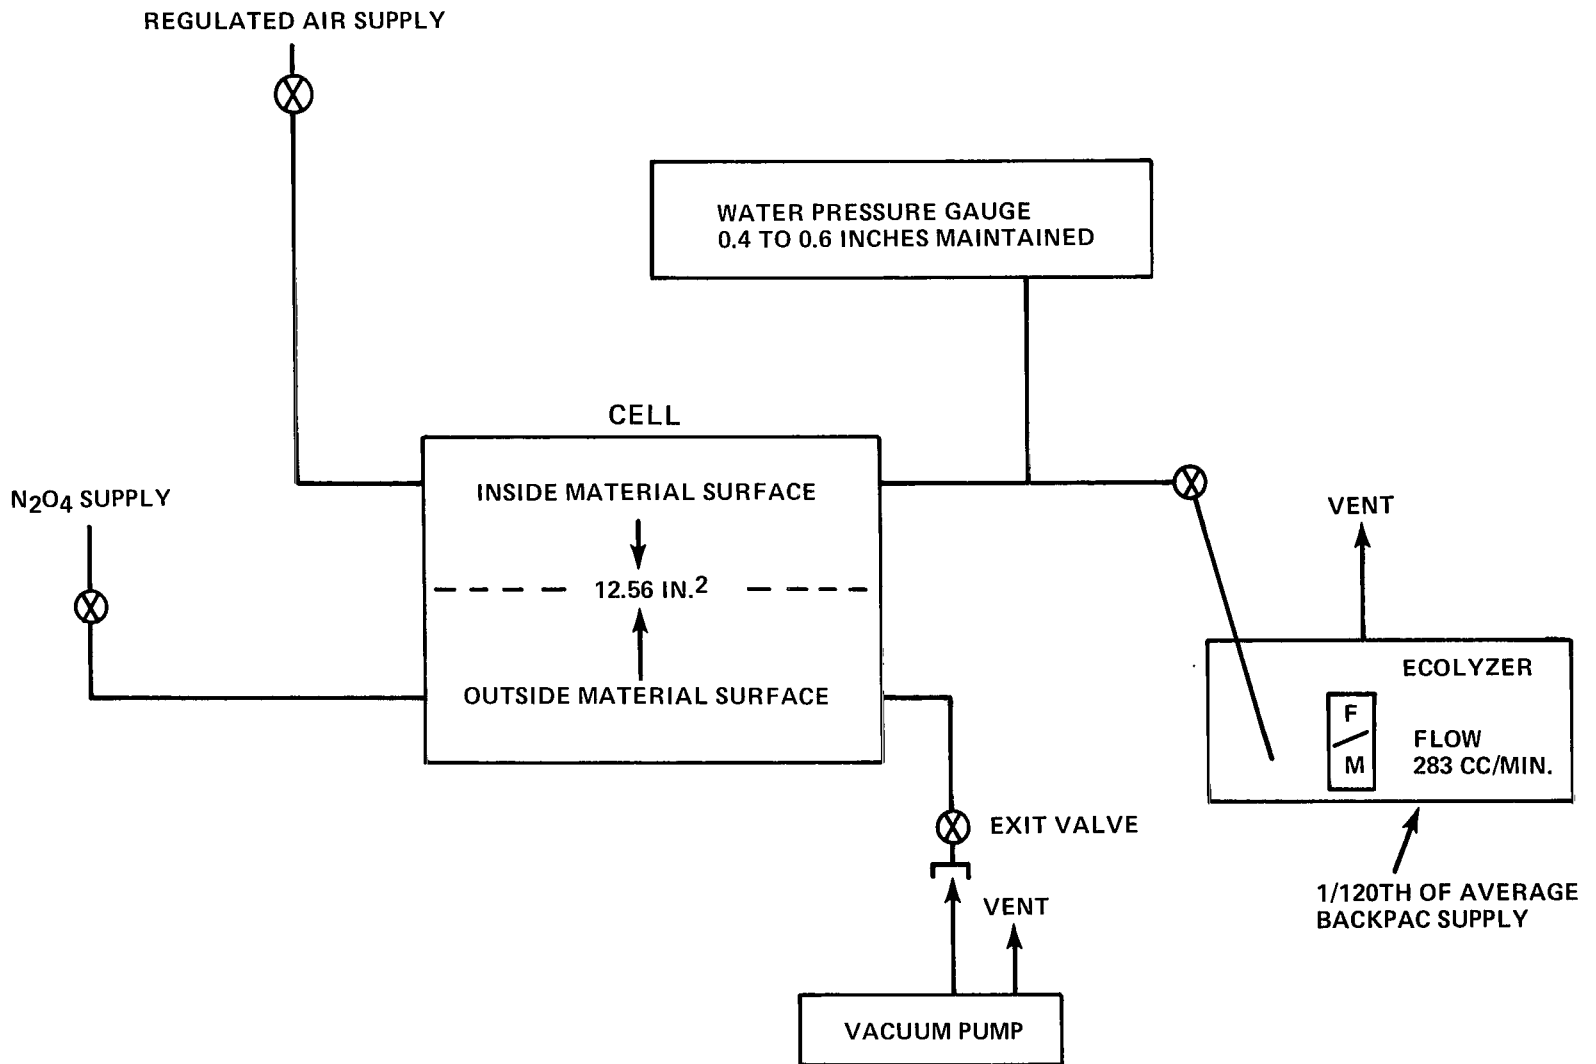 REGULATED AIR SUPPLY
WATER PRESSURE GAUGE
0.4 TO 0.6 INCHES MAINTAINED
CELL
INSIDE MATERIAL SURFACE
N2O4 SUPPLY
VENT
12.56 IN.2
OUTSIDE MATERIAL SURFACE
ECOLYZER
F
M
FLOW
283 CC/MIN.
EXIT VALVE
1/120TH OF AVERAGE
BACKPAC SUPPLY
VENT
VACUUM PUMP